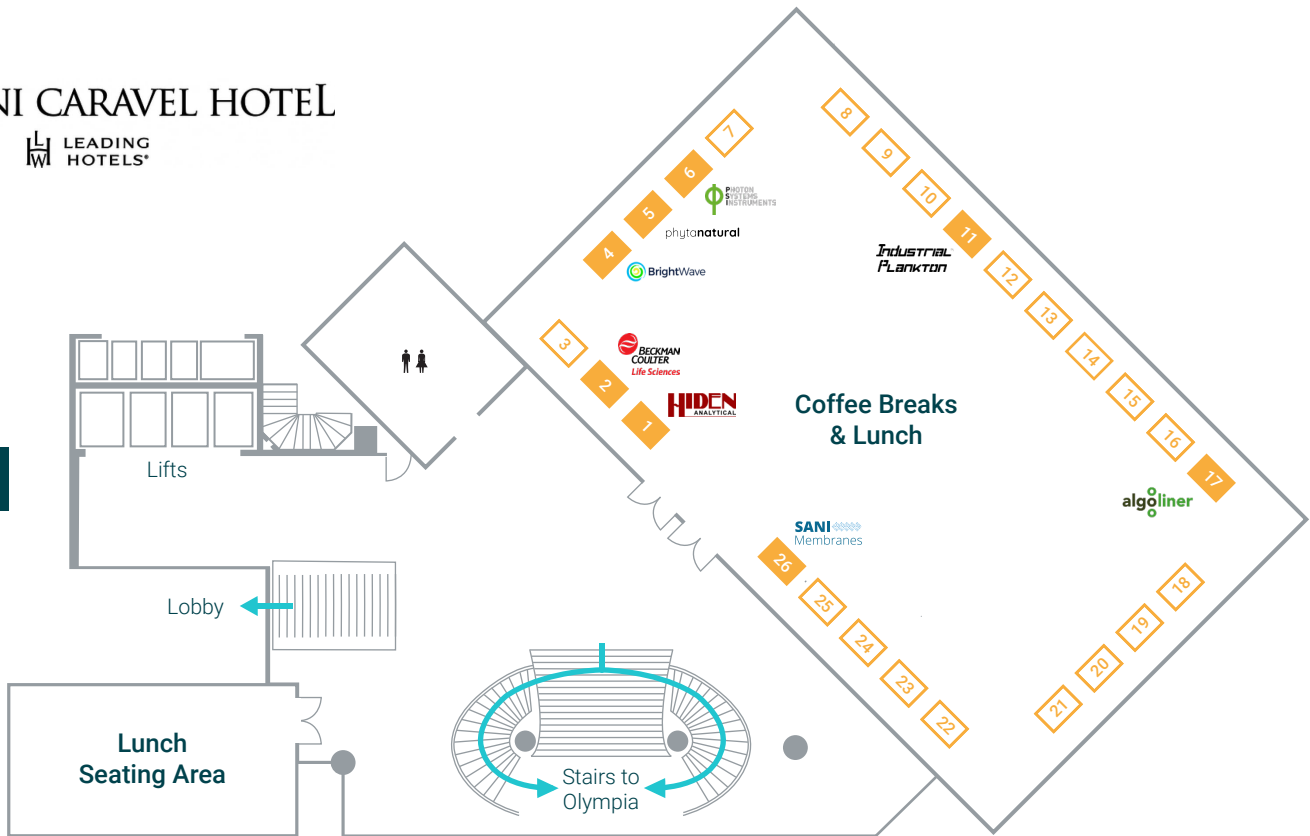 NI CARAVEL HOTEL
LHW
LEADING
HOTELS®
8
7
9
6
10
PHOTON
SYSTEMS
INSTRUMENTS
5
phytonatural
11
4
BrightWave
INDUSTRIAL
PLANKTON
12
13
3
BECKMAN
COULTER
Life Sciences
14
2
HIDEN
ANALYTICAL
1
15
Coffee Breaks
& Lunch
16
Lifts
17
algoliner
SANI
Membranes
26
18
25
Lobby
19
24
20
23
21
22
Lunch
Seating Area
Stairs to
Olympia